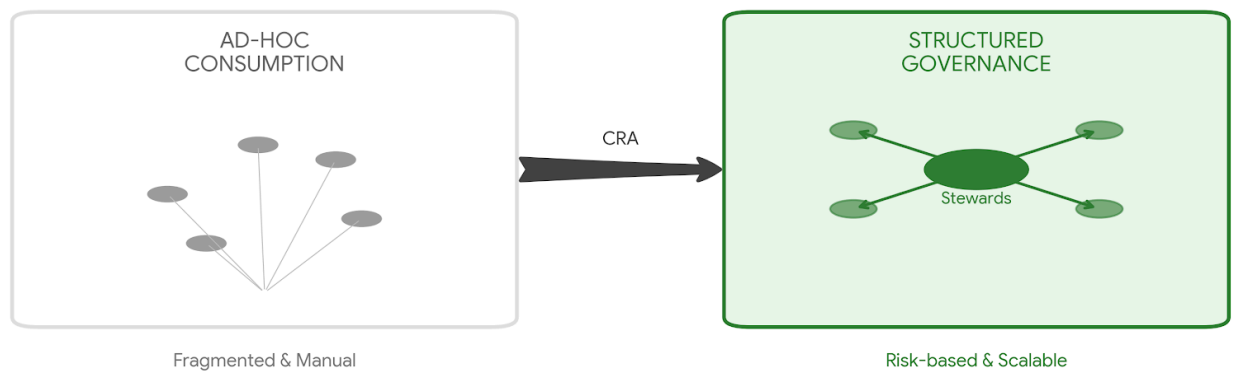 AD-HOC
CONSUMPTION
CRA
STRUCTURED
GOVERNANCE
Stewards
Fragmented & Manual
Risk-based & Scalable